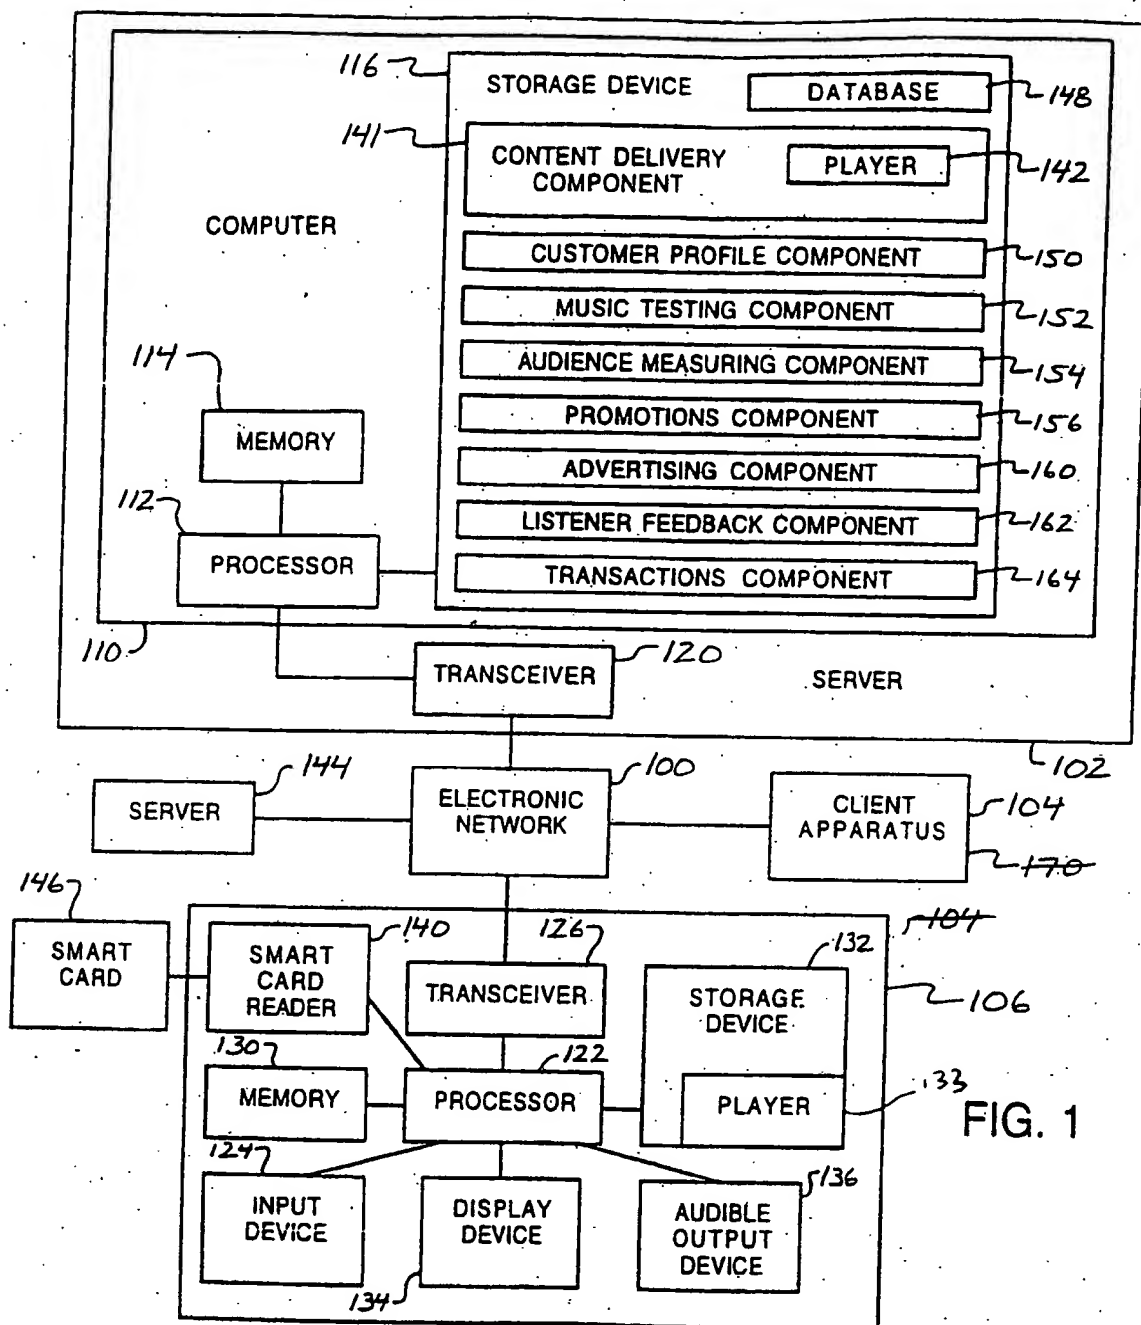 116
STORAGE DEVICE
DATABASE
148
141
CONTENT DELIVERY
COMPONENT
PLAYER
142
COMPUTER
CUSTOMER PROFILE COMPONENT
150
MUSIC TESTING COMPONENT
152
114
AUDIENCE MEASURING COMPONENT
154
MEMORY
PROMOTIONS COMPONENT
156
ADVERTISING COMPONENT
160
112
LISTENER FEEDBACK COMPONENT
162
PROCESSOR
TRANSACTIONS COMPONENT
164
110
TRANSCEIVER
120
SERVER
102
144
SERVER
100
ELECTRONIC
NETWORK
CLIENT
APPARATUS
104
170
146
SMART
CARD
140
SMART
CARD
READER
126
TRANSCEIVER
132
STORAGE
DEVICE
104
106
130
MEMORY
122
PROCESSOR
PLAYER
133
FIG. 1
124
INPUT
DEVICE
DISPLAY
DEVICE
134
136
AUDIBLE
OUTPUT
DEVICE